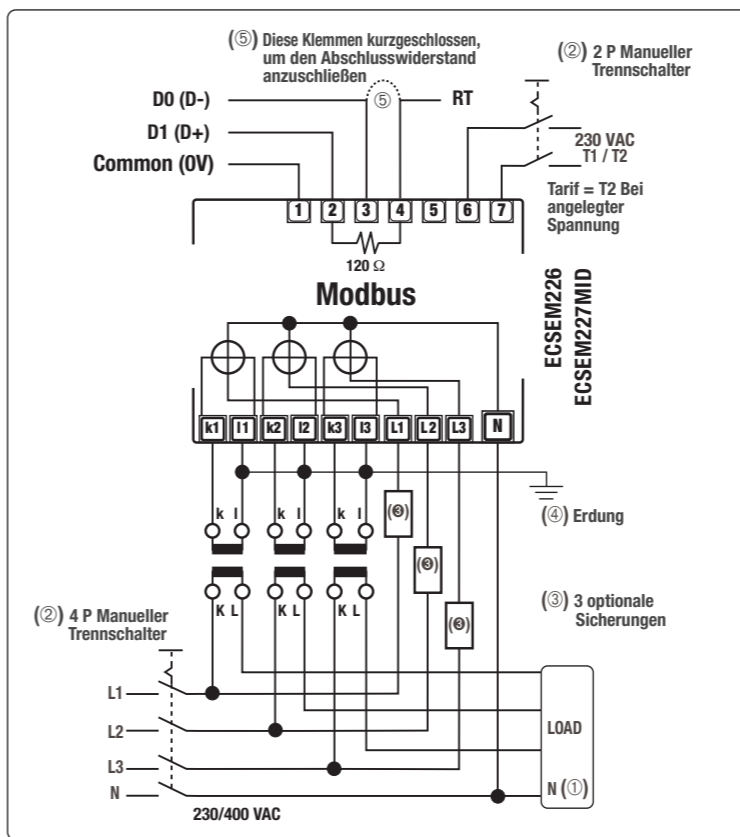 (⑤) Diese Klemmen kurzgeschlossen,
um den Abschlusswiderstand
anzuschließen
(②) 2 P Manueller
Trennschalter
D0 (D-)
⑤
RT
D1 (D+)
Common (0V)
230 VAC
T1 / T2
Tarif = T2 Bei
angelegter
Spannung
1 2 3 4 5 6 7
120 Ω
Modbus
ECSEM226
ECSEM227MID
k1 l1 k2 l2 k3 l3 L1 L2 L3 N
k l k l k l
(❸)
(❸)
(❸)
(④) Erdung
K L K L K L
(③) 3 optionale
Sicherungen
(②) 4 P Manueller
Trennschalter
L1
L2
L3
N
LOAD
N (①)
230/400 VAC